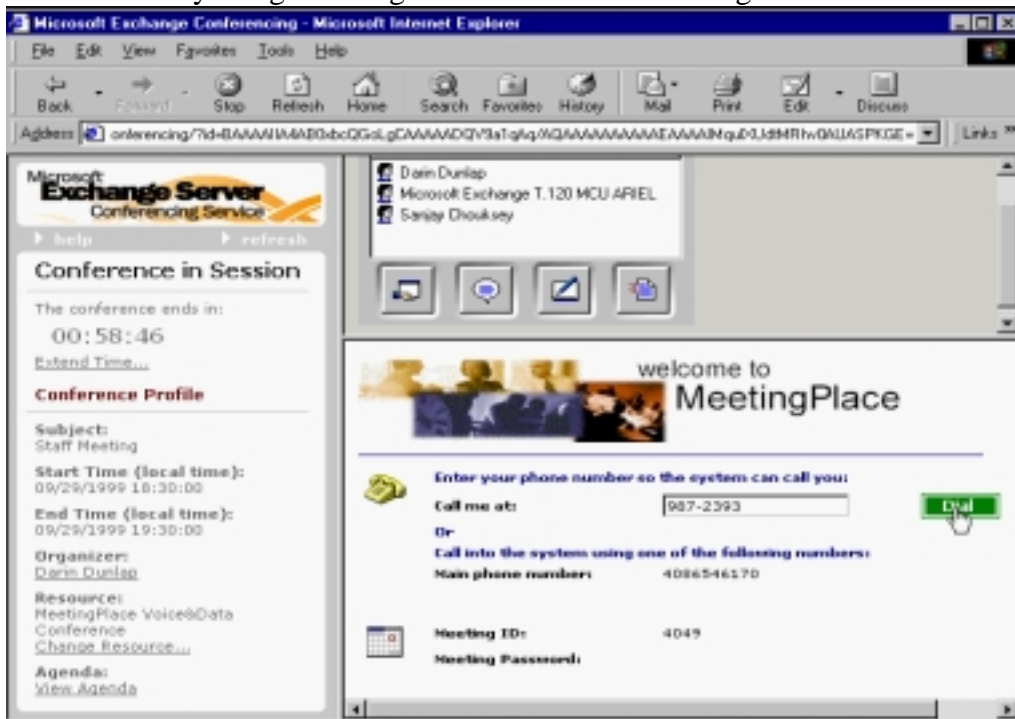 Microsoft Exchange Conferencing - Microsoft Internet Explorer
File Edit View Favorites Tools Help
Back Forward Stop Refresh Home Search Favorites History Mail Print Edit Discuss
Address Links
Microsoft
Exchange Server
Conferencing Service
help refresh
Conference in Session
The conference ends in:
00:58:46
Extend Time...
Conference Profile
Subject:
Staff Meeting
Start Time (local time):
09/29/1999 18:30:00
End Time (local time):
09/29/1999 19:30:00
Organizer:
Darin Dunlap
Resource:
MeetingPlace Voice&Data
Conference
Change Resource...
Agenda:
View Agenda
Darin Dunlap
Microsoft Exchange T.120 MCU ARIEL
Sanjay Chouksey
welcome to
MeetingPlace
Enter your phone number so the system can call you:
Call me at: 987-2393 Dial
Or
Call into the system using one of the following numbers:
Main phone number: 4086546170
Meeting ID: 4049
Meeting Password: